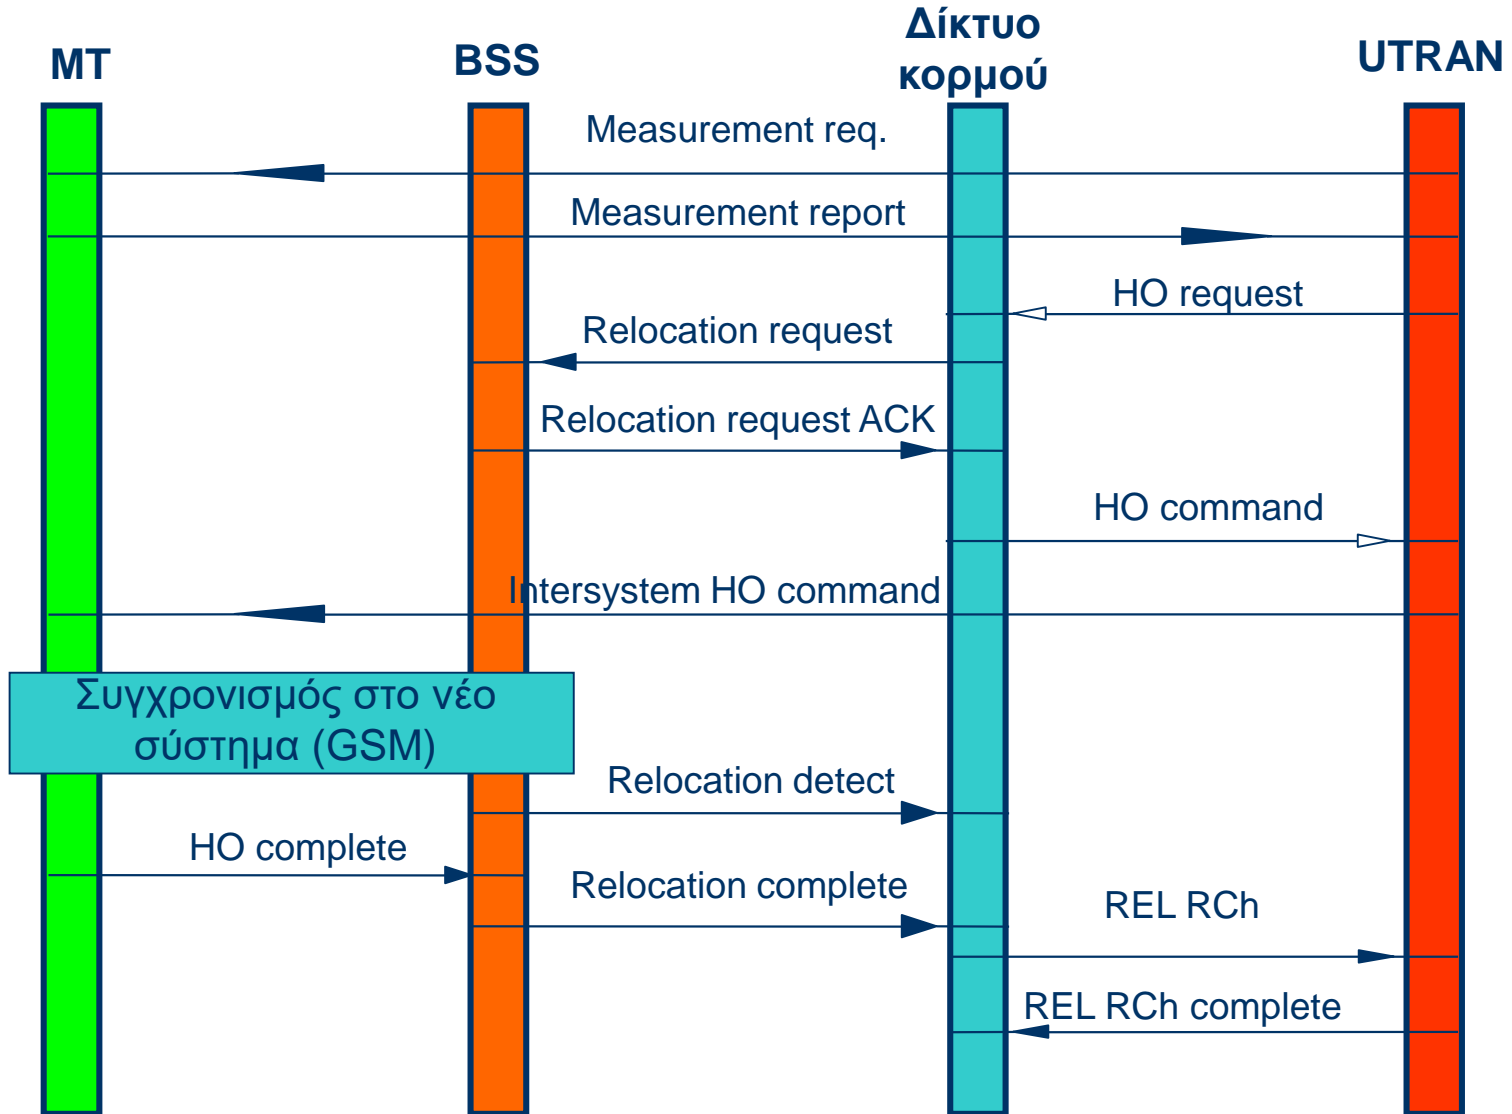 MT
BSS
Δίκτυο
κορμού
UTRAN
Measurement req.
Measurement report
HO request
Relocation request
Relocation request ACK
HO command
Intersystem HO command
Συγχρονισμός στο νέο
σύστημα (GSM)
Relocation detect
HO complete
Relocation complete
REL RCh
REL RCh complete